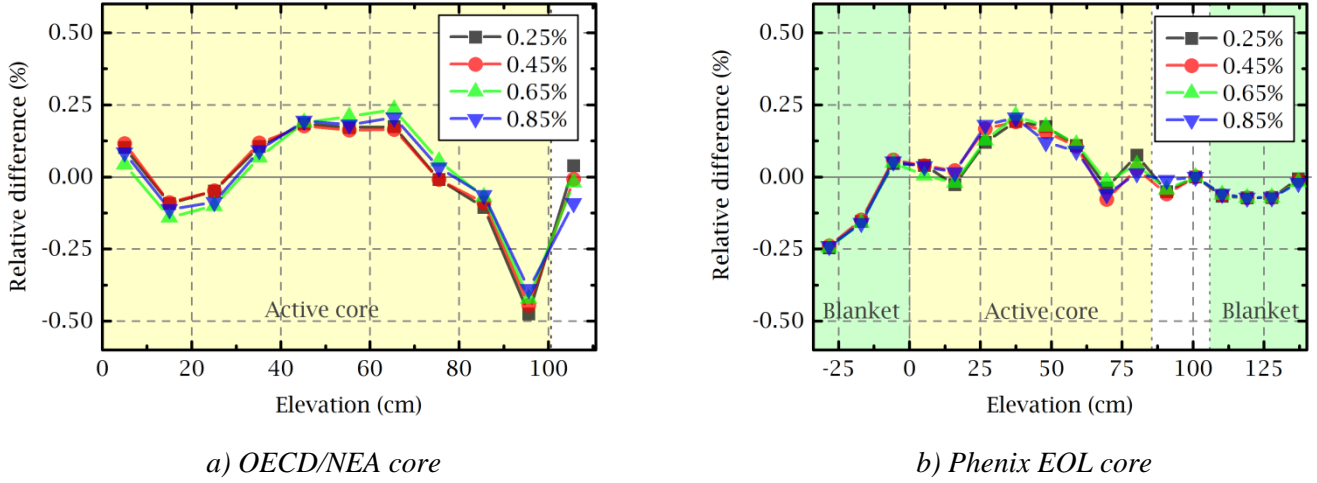 0.50
0.25
0.00
-0.25
-0.50
Relative difference (%)
0.25%
0.45%
0.65%
0.85%
Active core
0 20 40 60 80 100
Elevation (cm)
a) OECD/NEA core
0.50
0.25
0.00
-0.25
-0.50
Relative difference (%)
0.25%
0.45%
0.65%
0.85%
Blanket Active core Blanket
-25 0 25 50 75 100 125
Elevation (cm)
b) Phenix EOL core